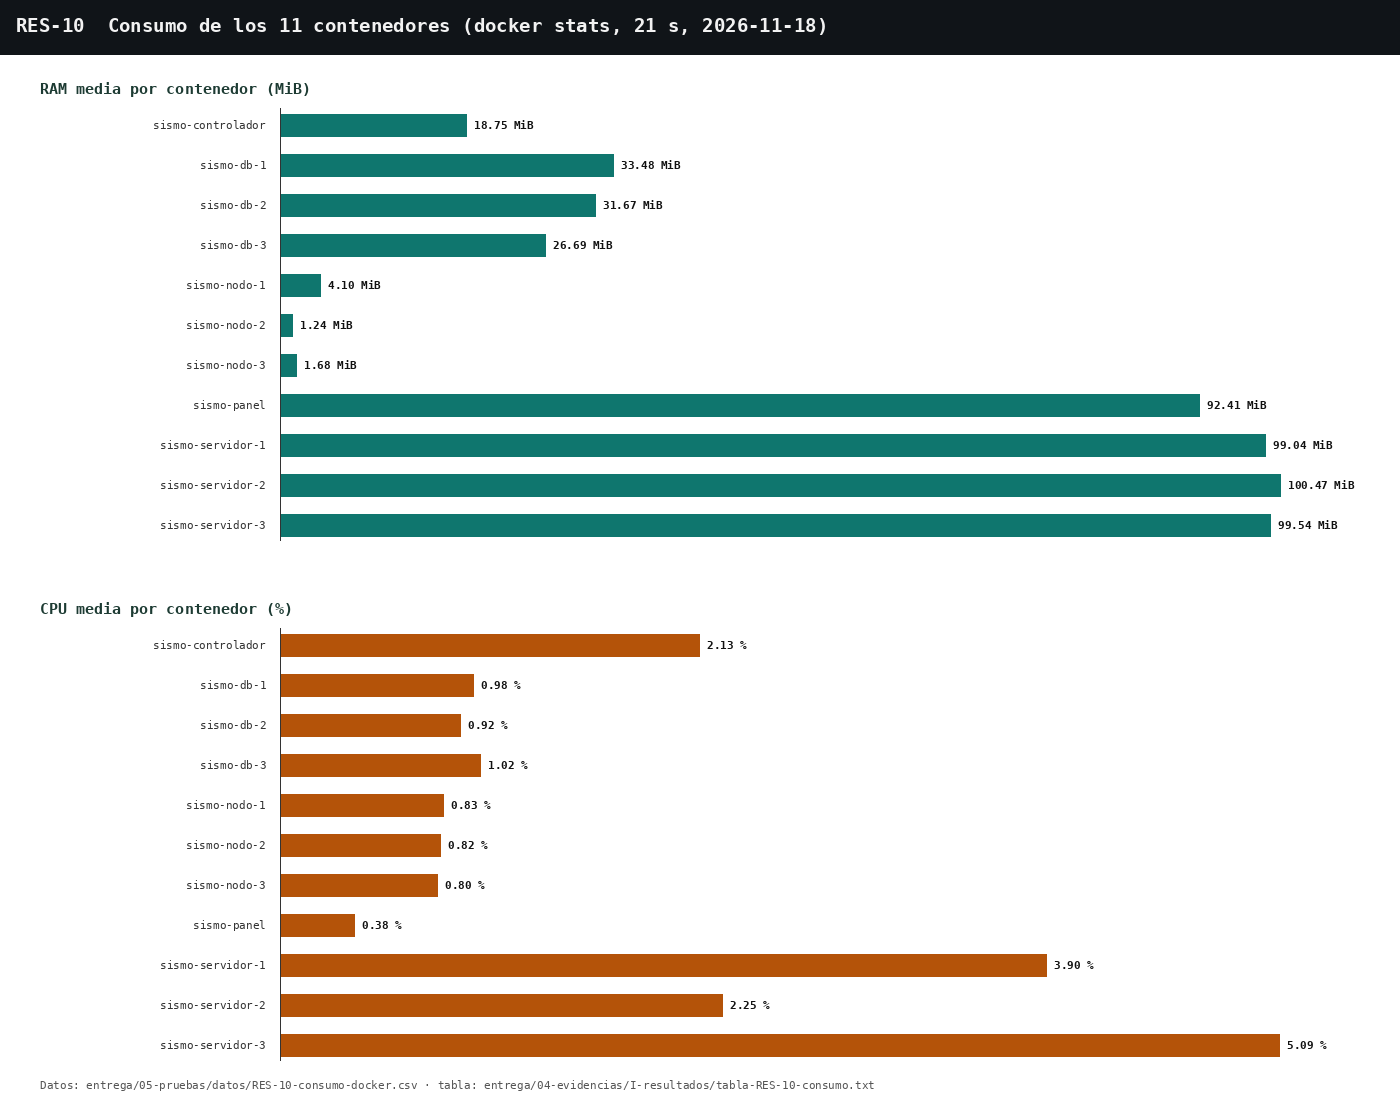 RES-10  Consumo de los 11 contenedores (docker stats, 21 s, 2026-11-18)
RAM media por contenedor (MiB)
sismo-controlador 18.75 MiB
sismo-db-1 33.48 MiB
sismo-db-2 31.67 MiB
sismo-db-3 26.69 MiB
sismo-nodo-1 4.10 MiB
sismo-nodo-2 1.24 MiB
sismo-nodo-3 1.68 MiB
sismo-panel 92.41 MiB
sismo-servidor-1 99.04 MiB
sismo-servidor-2 100.47 MiB
sismo-servidor-3 99.54 MiB
CPU media por contenedor (%)
sismo-controlador 2.13 %
sismo-db-1 0.98 %
sismo-db-2 0.92 %
sismo-db-3 1.02 %
sismo-nodo-1 0.83 %
sismo-nodo-2 0.82 %
sismo-nodo-3 0.80 %
sismo-panel 0.38 %
sismo-servidor-1 3.90 %
sismo-servidor-2 2.25 %
sismo-servidor-3 5.09 %
Datos: entrega/05-pruebas/datos/RES-10-consumo-docker.csv · tabla: entrega/04-evidencias/I-resultados/tabla-RES-10-consumo.txt